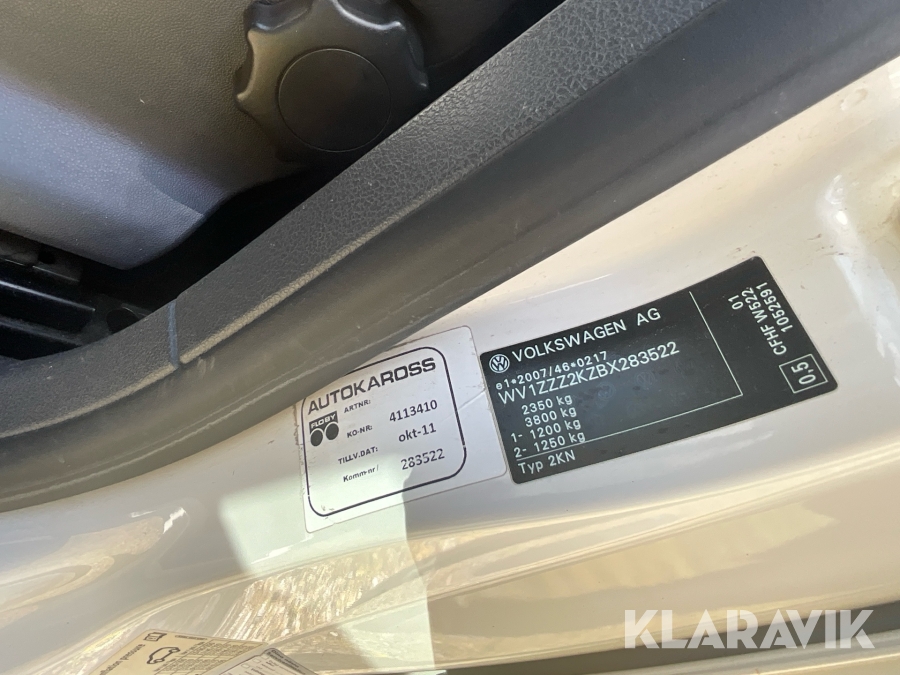 AUTOKAROSS
FLOBY
ARTNR:
KO-NR: 4113410
TILLV.DAT: okt-11
Komm-nr/ 283522
VOLKSWAGEN AG
e1*2007/46*0217
WV1ZZZ2KZBX283522
2350 kg
3800 kg
1- 1200 kg
2- 1250 kg
Typ 2KN
01
CFHF W522 1052591
0,5
KLARAVIK